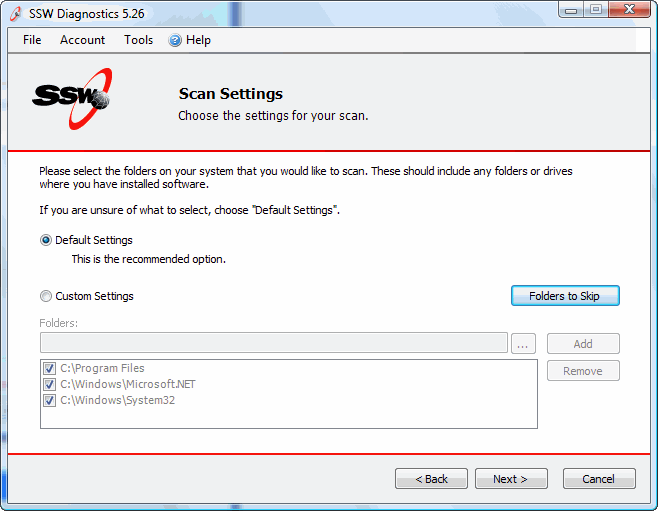 SSW Diagnostics 5.26
File Account Tools Help
SSW
Scan Settings
Choose the settings for your scan.
Please select the folders on your system that you would like to scan. These should include any folders or drives
where you have installed software.
If you are unsure of what to select, choose "Default Settings".
Default Settings
This is the recommended option.
Custom Settings
Folders to Skip
Folders:
... Add
C:\Program Files
Remove
C:\Windows\Microsoft.NET
C:\Windows\System32
< Back Next > Cancel